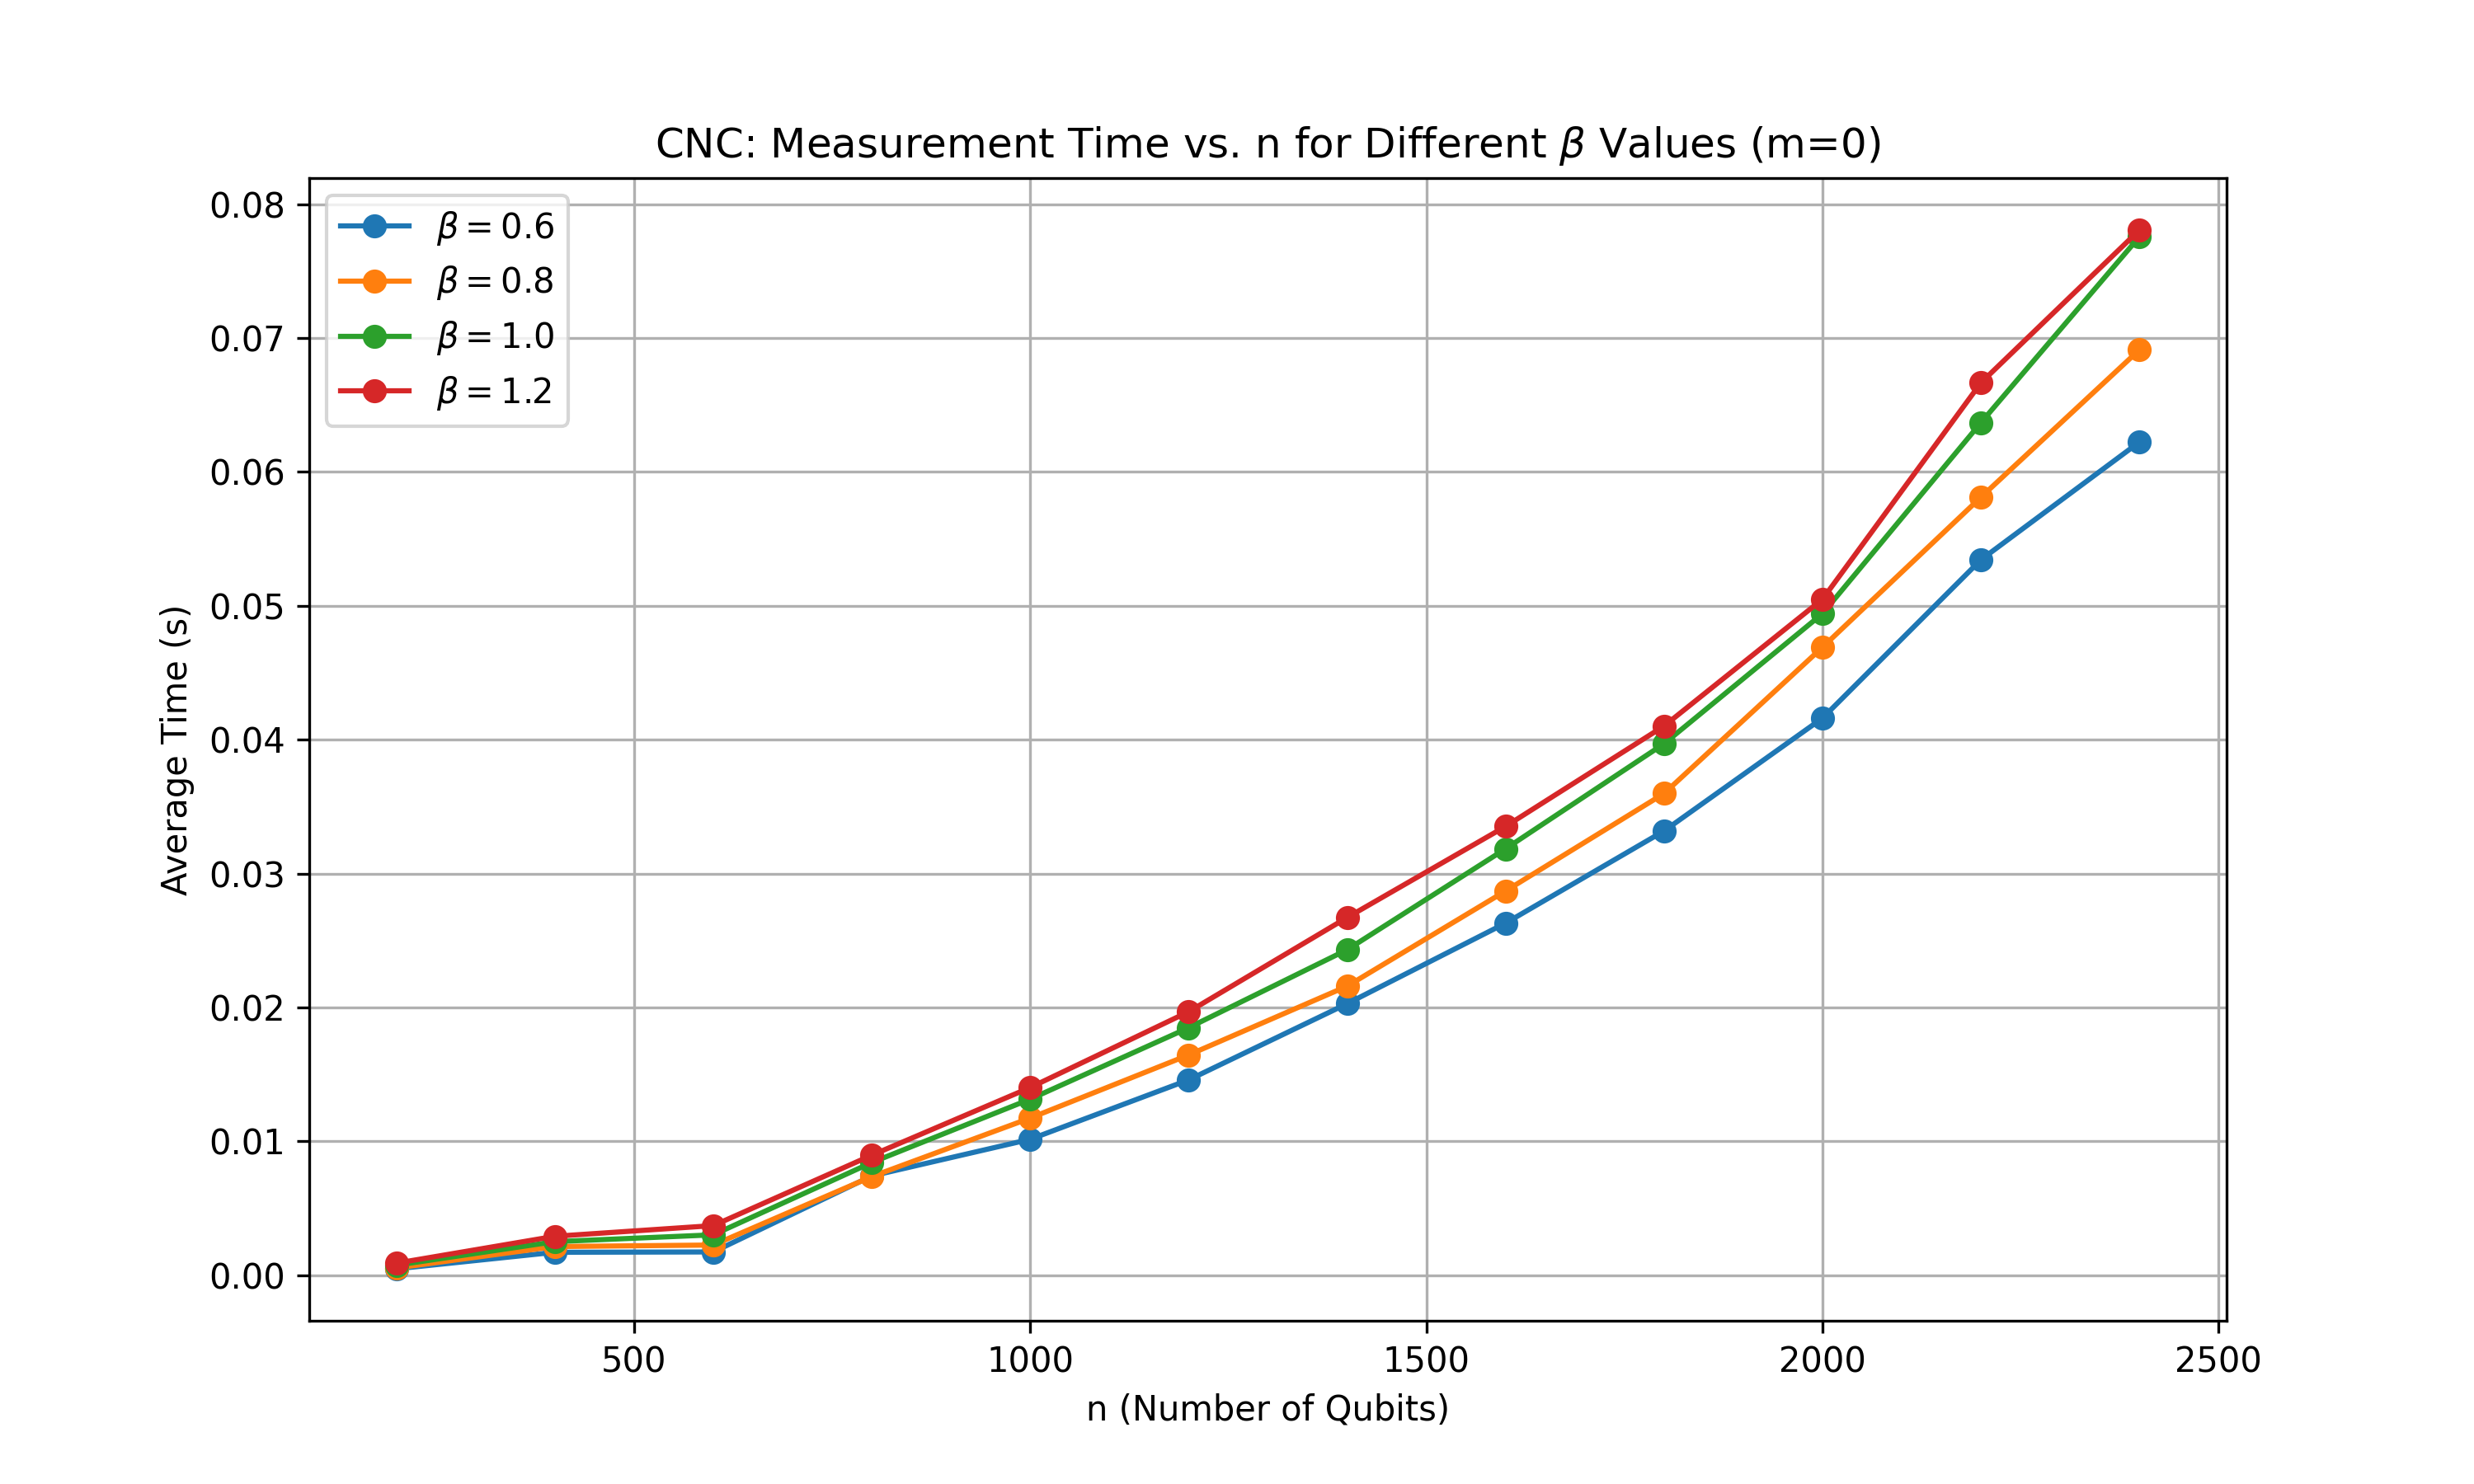 CNC: Measurement Time vs. n for Different β Values (m=0)
β = 0.6
β = 0.8
β = 1.0
β = 1.2
Average Time (s)
0.08
0.07
0.06
0.05
0.04
0.03
0.02
0.01
0.00
500 1000 1500 2000 2500
n (Number of Qubits)